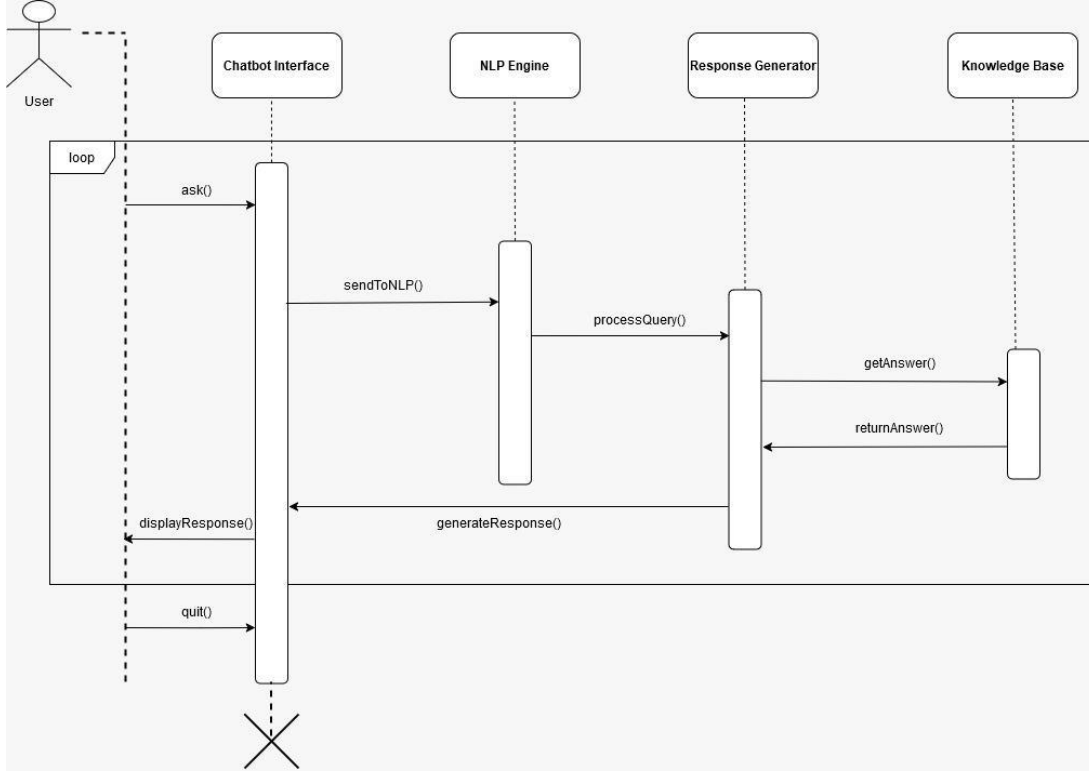 Chatbot Interface
NLP Engine
Response Generator
Knowledge Base
User
loop
ask()
sendToNLP()
processQuery()
getAnswer()
returnAnswer()
generateResponse()
displayResponse()
quit()